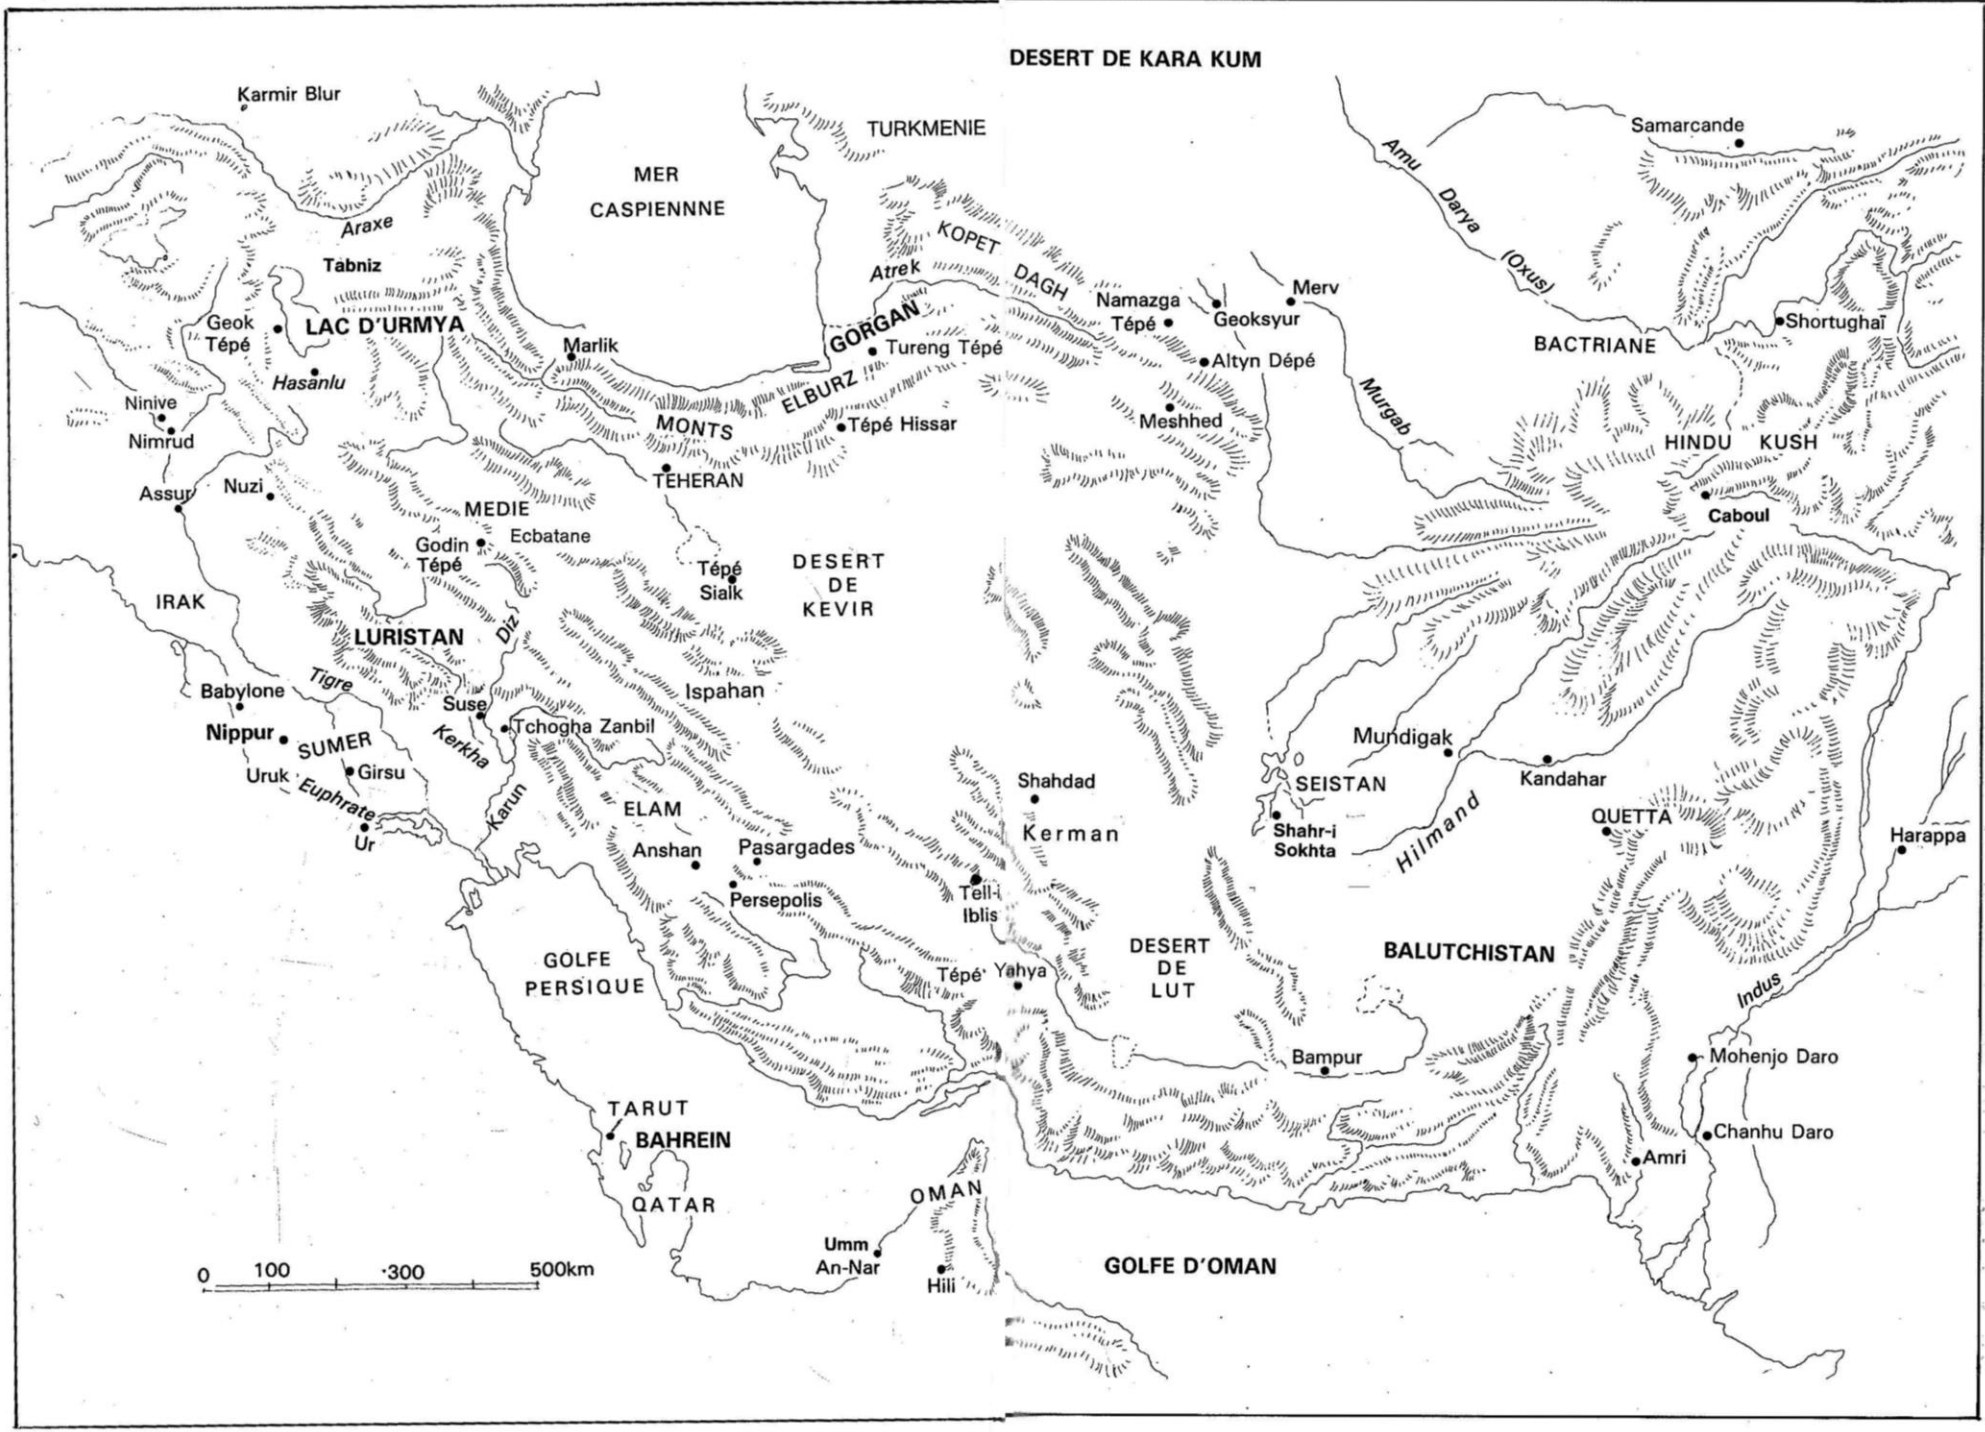 DESERT DE KARA KUM
Karmir Blur
TURKMENIE
Samarcande
MER
CASPIENNNE
Amu
Darya
(Oxus)
Araxe
Tabniz
KOPET
DAGH
Atrek
Namazga
Tépé
Geoksyur
Merv
Geok
Tépé
LAC D'URMYA
GORGAN
Shortughaï
BACTRIANE
Marlik
Tureng Tépé
Altyn Dépé
Hasanlu
ELBURZ
MONTS
Meshhed
Murgab
Ninive
Nimrud
Tépé Hissar
HINDU KUSH
TEHERAN
Assur
Nuzi
Caboul
MEDIE
Ecbatane
Godin
Tépé
Tépé
Sialk
DESERT
DE
KEVIR
IRAK
LURISTAN
Diz
Tigre
Babylone
Suse
Ispahan
Nippur
SUMER
Kerkha
Tchogha Zanbil
Mundigak
Uruk
Girsu
Kandahar
Shahdad
SEISTAN
Euphrate
Karun
ELAM
Hilmand
QUETTA
Ur
Kerman
Shahr-i
Sokhta
Harappa
Anshan
Pasargades
Persepolis
Tell-i
Iblis
GOLFE
PERSIQUE
DESERT
DE
LUT
BALUTCHISTAN
Tépé Yahya
Indus
Bampur
Mohenjo Daro
TARUT
BAHREIN
Chanhu Daro
Amri
QATAR
OMAN
Umm
An-Nar
Hili
GOLFE D'OMAN
0 100 300 500km